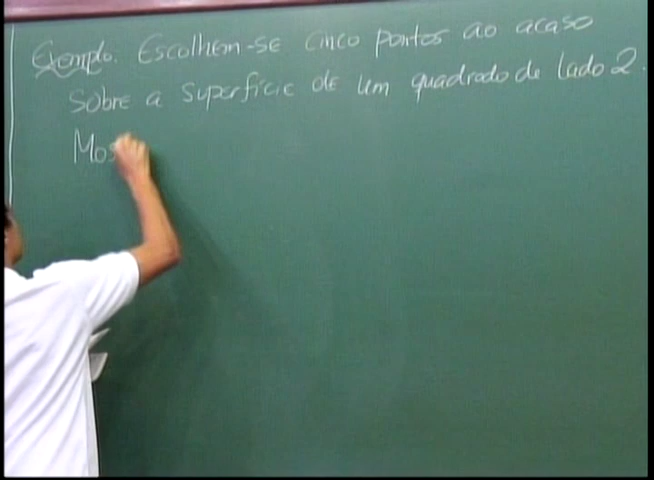 Exemplo. Escolhem-se cinco pontos ao acaso
sobre a superfície de um quadrado de lado 2.
Mos